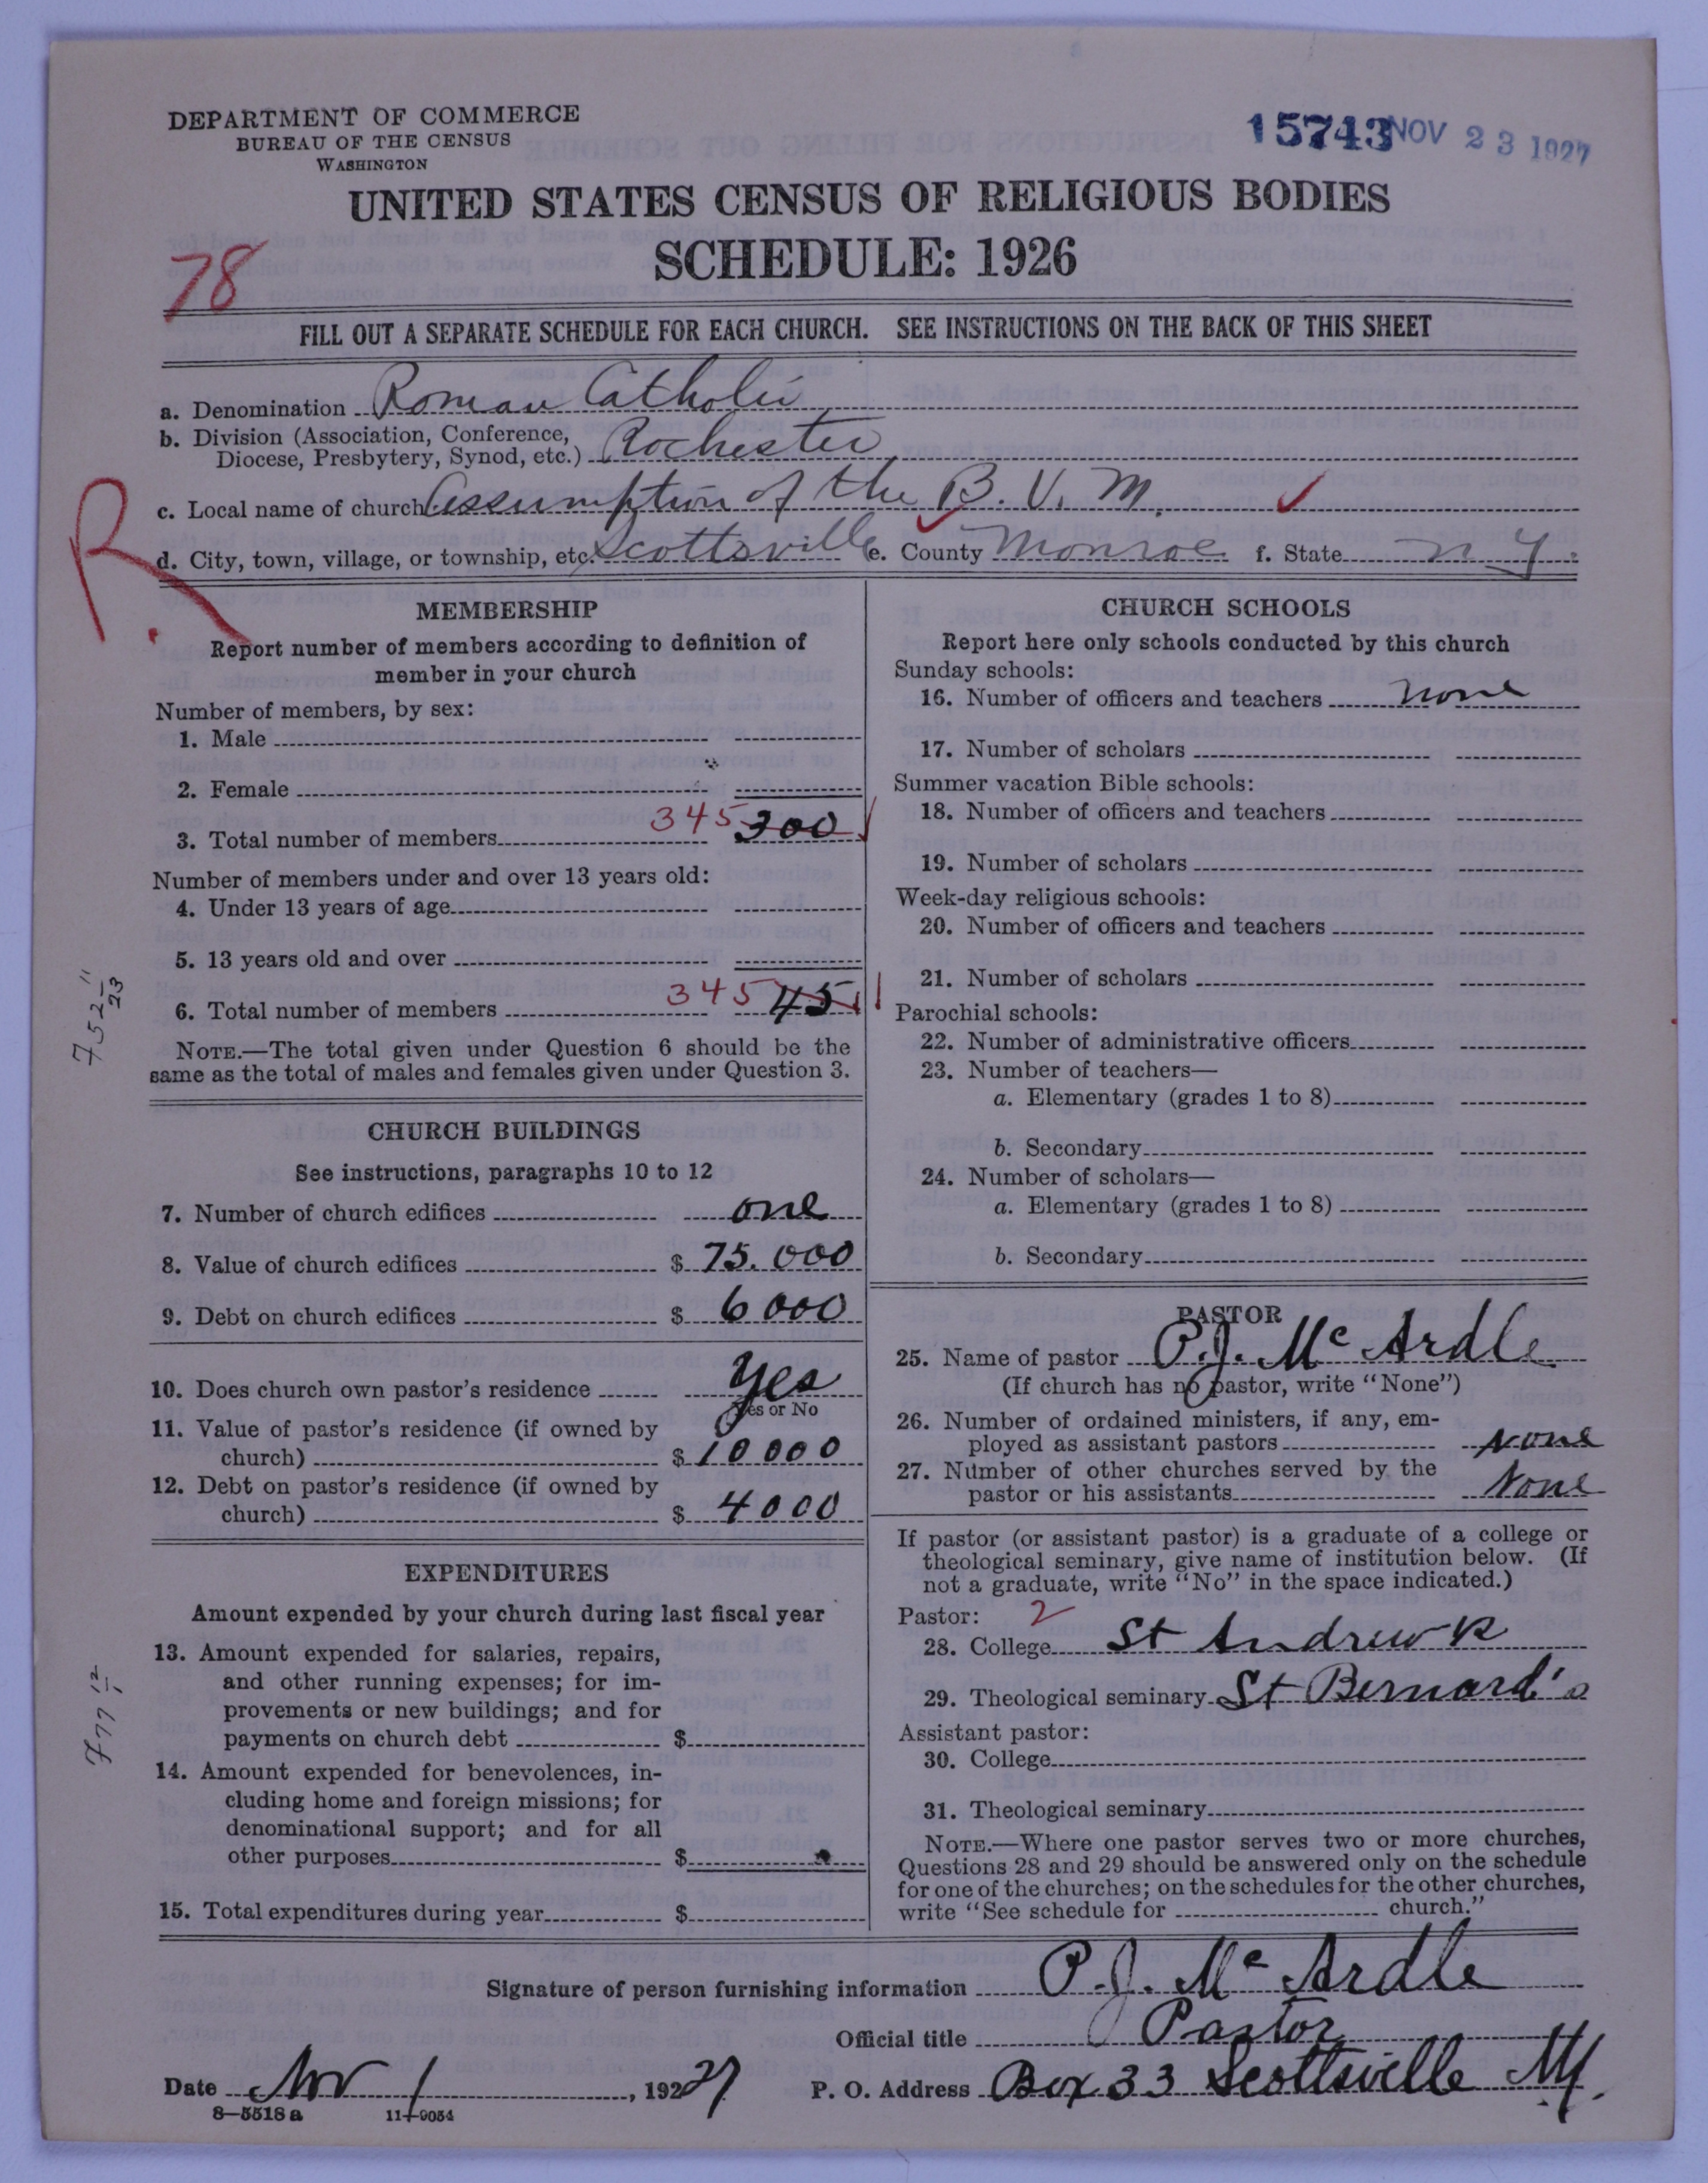 DEPARTMENT OF COMMERCE
BUREAU OF THE CENSUS
WASHINGTON
15743 NOV 23 1927
UNITED STATES CENSUS OF RELIGIOUS BODIES
SCHEDULE: 1926
78
FILL OUT A SEPARATE SCHEDULE FOR EACH CHURCH. SEE INSTRUCTIONS ON THE BACK OF THIS SHEET
a. Denomination Roman Catholic
b. Division (Association, Conference,
Diocese, Presbytery, Synod, etc.) Rochester
R
c. Local name of church Assumption of the B. V. M.
d. City, town, village, or township, etc. Scottsville e. County Monroe f. State N Y
MEMBERSHIP
Report number of members according to definition of
member in your church
Number of members, by sex:
1. Male
2. Female
3. Total number of members 345 300
Number of members under and over 13 years old:
4. Under 13 years of age
5. 13 years old and over
6. Total number of members 345 45
NOTE.—The total given under Question 6 should be the
same as the total of males and females given under Question 3.
CHURCH BUILDINGS
See instructions, paragraphs 10 to 12
7. Number of church edifices one
8. Value of church edifices $ 75.000
9. Debt on church edifices $ 6000
10. Does church own pastor's residence Yes
Yes or No
11. Value of pastor's residence (if owned by
church) $ 10000
12. Debt on pastor's residence (if owned by
church) $ 4000
EXPENDITURES
Amount expended by your church during last fiscal year
13. Amount expended for salaries, repairs,
and other running expenses; for im-
provements or new buildings; and for
payments on church debt $
14. Amount expended for benevolences, in-
cluding home and foreign missions; for
denominational support; and for all
other purposes $
15. Total expenditures during year $
CHURCH SCHOOLS
Report here only schools conducted by this church
Sunday schools:
16. Number of officers and teachers none
17. Number of scholars
Summer vacation Bible schools:
18. Number of officers and teachers
19. Number of scholars
Week-day religious schools:
20. Number of officers and teachers
21. Number of scholars
Parochial schools:
22. Number of administrative officers
23. Number of teachers—
a. Elementary (grades 1 to 8)
b. Secondary
24. Number of scholars—
a. Elementary (grades 1 to 8)
b. Secondary
PASTOR
25. Name of pastor P. J. Mc Ardle
(If church has no pastor, write "None")
26. Number of ordained ministers, if any, em-
ployed as assistant pastors None
27. Number of other churches served by the
pastor or his assistants None
If pastor (or assistant pastor) is a graduate of a college or
theological seminary, give name of institution below. (If
not a graduate, write "No" in the space indicated.)
Pastor: 2
28. College St Andrews
29. Theological seminary St Bernard's
Assistant pastor:
30. College
31. Theological seminary
NOTE.—Where one pastor serves two or more churches,
Questions 28 and 29 should be answered only on the schedule
for one of the churches; on the schedules for the other churches,
write "See schedule for church."
Signature of person furnishing information P. J. Mc Ardle
Official title Pastor
Date Nov 1, 1927 P. O. Address Box 33 Scottsville NY.
8—5518 a 11—9054